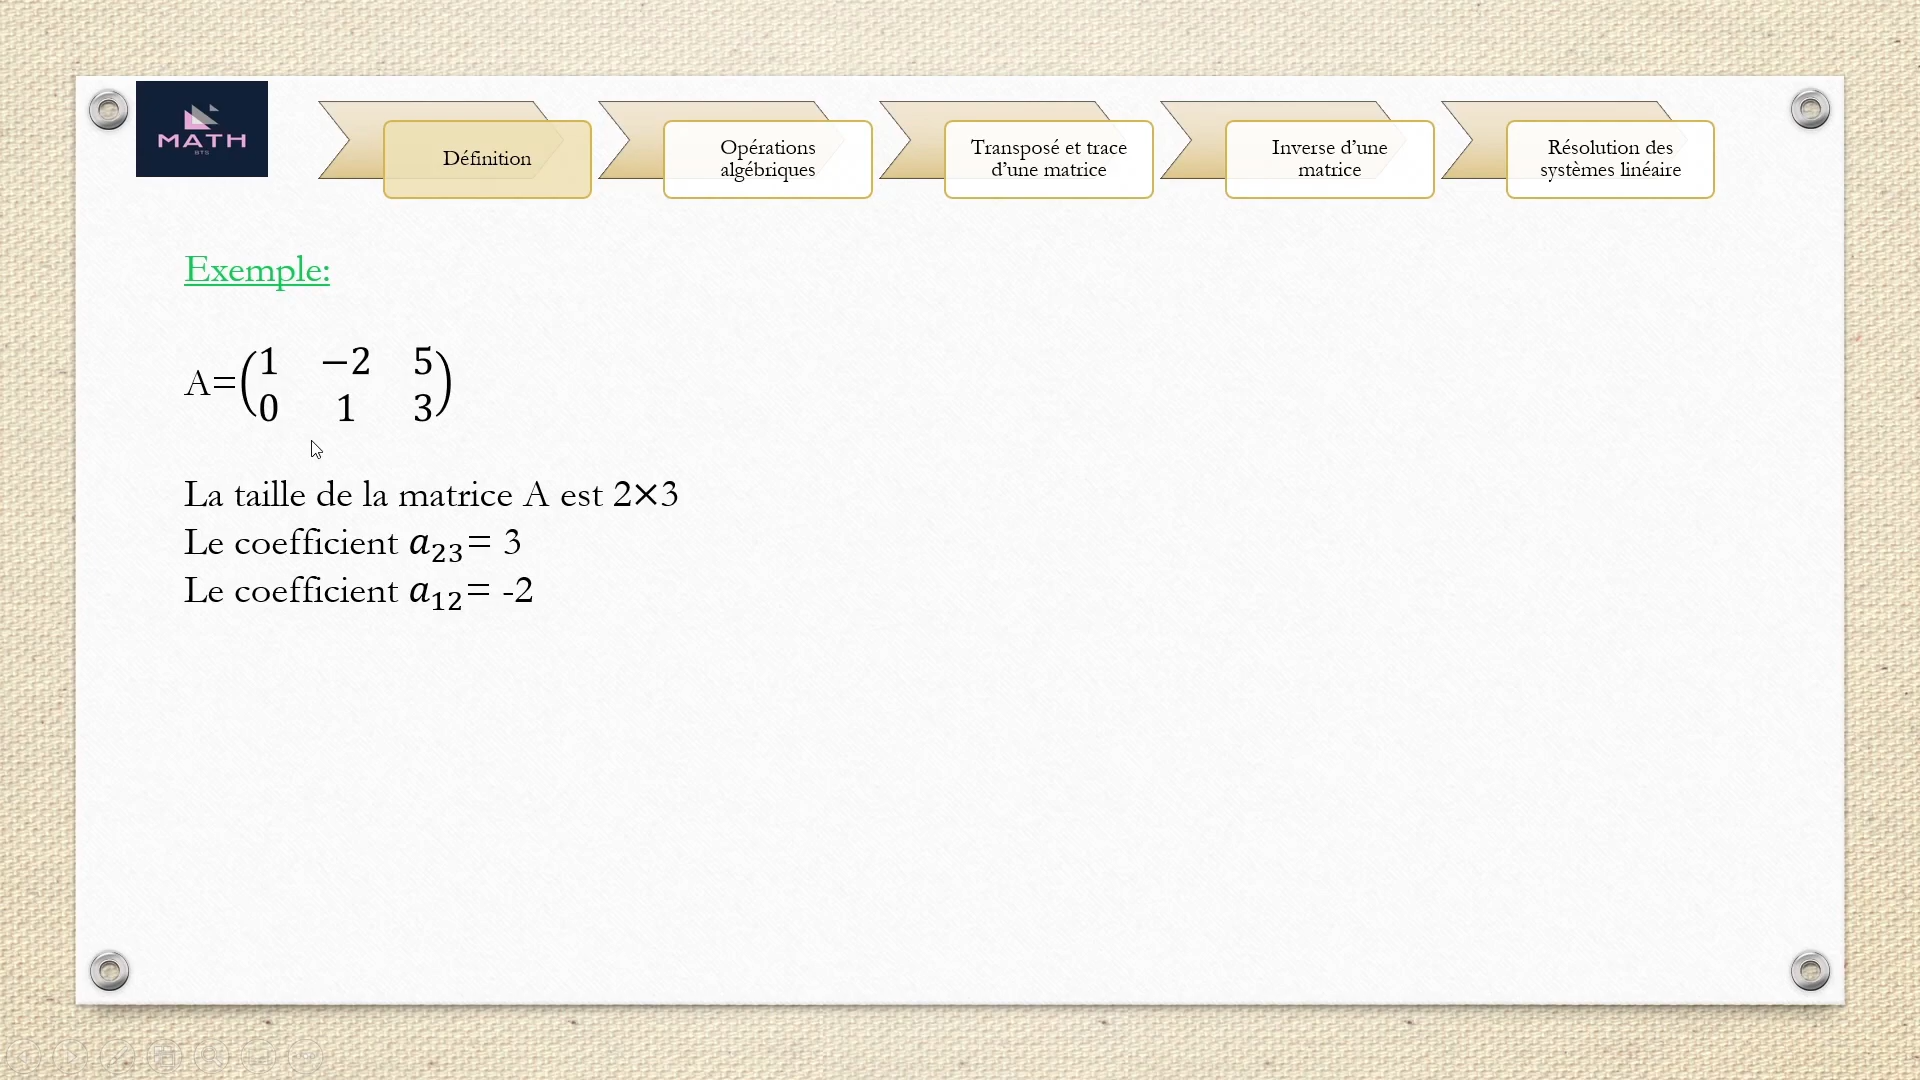 MATH
BTS
Définition
Opérations
algébriques
Transposé et trace
d’une matrice
Inverse d’une
matrice
Résolution des
systèmes linéaire
Exemple:
A=(1 −2 5
0 1 3)
La taille de la matrice A est 2×3
Le coefficient a₂₃= 3
Le coefficient a₁₂= -2